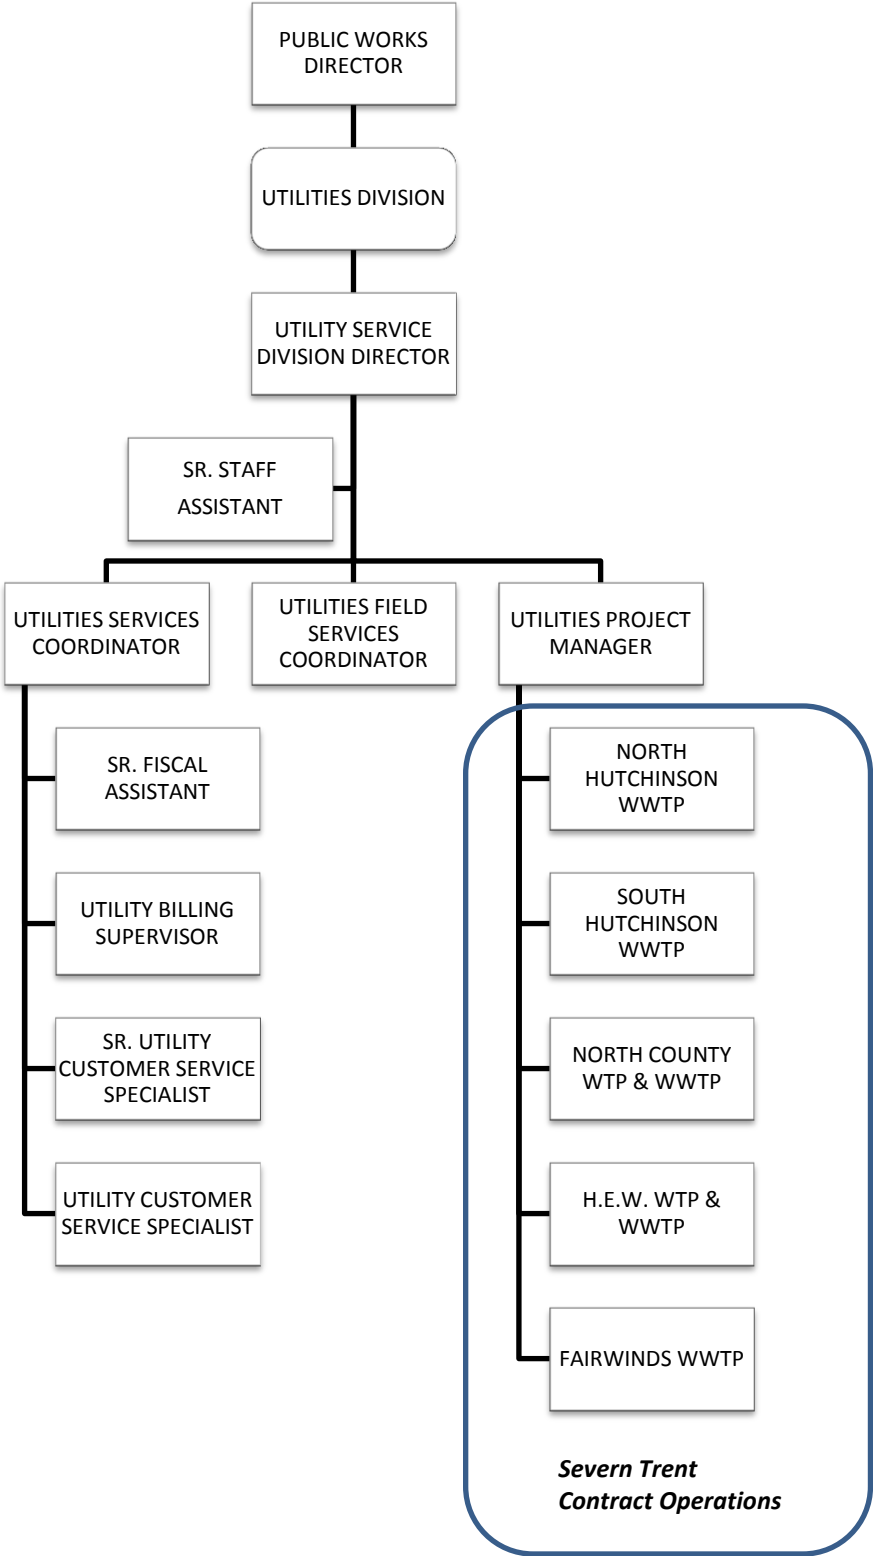 PUBLIC WORKS
DIRECTOR
UTILITIES DIVISION
UTILITY SERVICE
DIVISION DIRECTOR
SR. STAFF
ASSISTANT
UTILITIES SERVICES
COORDINATOR
UTILITIES FIELD
SERVICES
COORDINATOR
UTILITIES PROJECT
MANAGER
SR. FISCAL
ASSISTANT
UTILITY BILLING
SUPERVISOR
SR. UTILITY
CUSTOMER SERVICE
SPECIALIST
UTILITY CUSTOMER
SERVICE SPECIALIST
NORTH
HUTCHINSON
WWTP
SOUTH
HUTCHINSON
WWTP
NORTH COUNTY
WTP & WWTP
H.E.W. WTP &
WWTP
FAIRWINDS WWTP
Severn Trent
Contract Operations